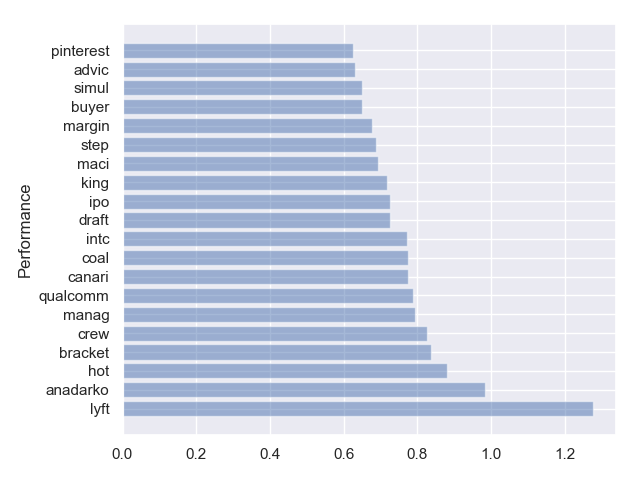 pinterest
advic
simul
buyer
margin
step
maci
king
ipo
draft
intc
coal
canari
qualcomm
manag
crew
bracket
hot
anadarko
lyft
Performance
0.0 0.2 0.4 0.6 0.8 1.0 1.2